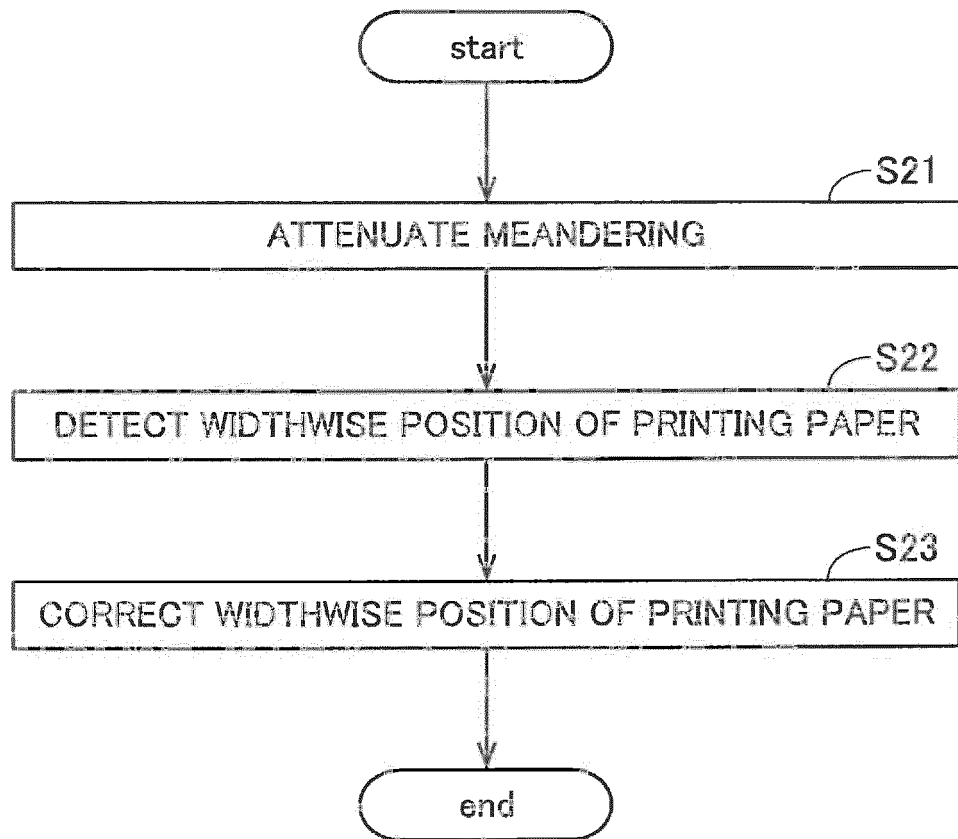 start
S21
ATTENUATE MEANDERING
S22
DETECT WIDTHWISE POSITION OF PRINTING PAPER
S23
CORRECT WIDTHWISE POSITION OF PRINTING PAPER
end